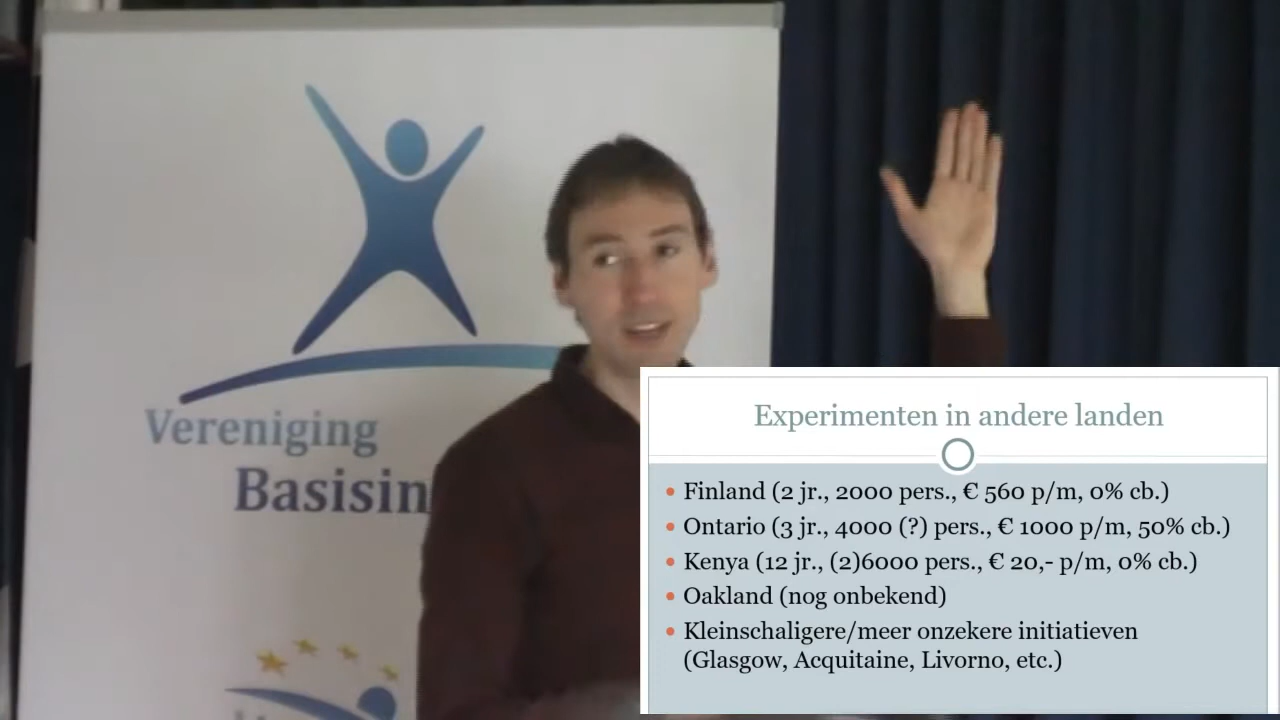 Vereniging
Basisin
Experimenten in andere landen
• Finland (2 jr., 2000 pers., € 560 p/m, 0% cb.)
• Ontario (3 jr., 4000 (?) pers., € 1000 p/m, 50% cb.)
• Kenya (12 jr., (2)6000 pers., € 20,- p/m, 0% cb.)
• Oakland (nog onbekend)
• Kleinschaligere/meer onzekere initiatieven
(Glasgow, Acquitaine, Livorno, etc.)